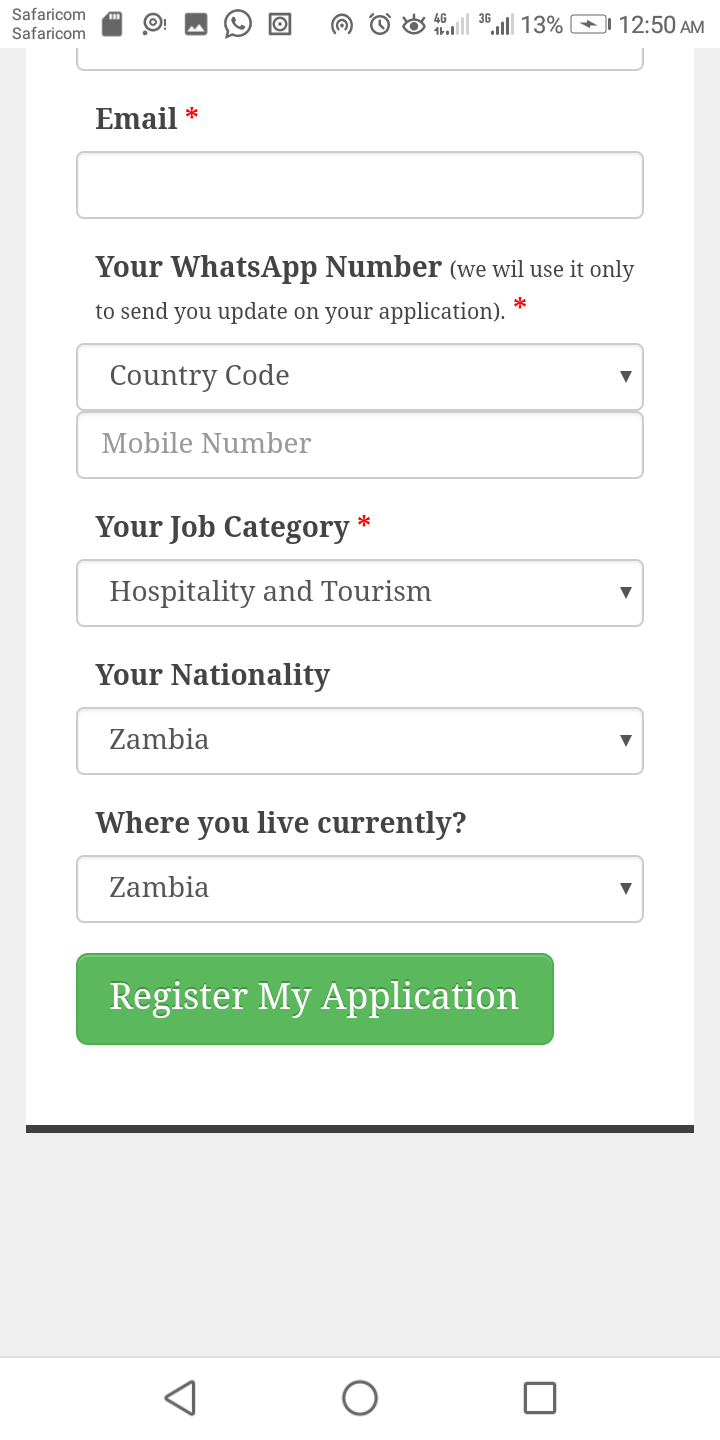 Safaricom
Safaricom
4G 3G 13% 12:50 AM
Email *
Your WhatsApp Number (we wil use it only
to send you update on your application). *
Country Code
Mobile Number
Your Job Category *
Hospitality and Tourism
Your Nationality
Zambia
Where you live currently?
Zambia
Register My Application